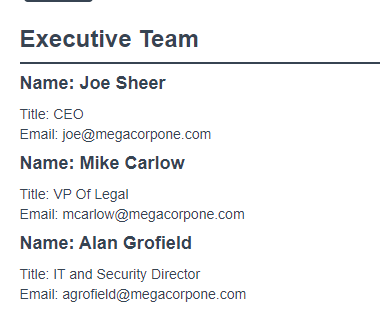 Executive Team
Name: Joe Sheer
Title: CEO
Email: joe@megacorpone.com
Name: Mike Carlow
Title: VP Of Legal
Email: mcarlow@megacorpone.com
Name: Alan Grofield
Title: IT and Security Director
Email: agrofield@megacorpone.com